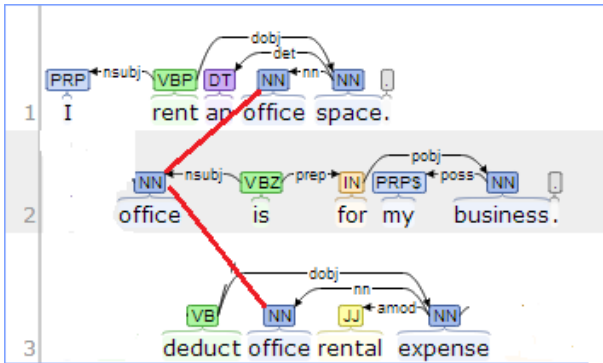 dobj
det
nsubj nn
PRP VBP DT NN NN .
1 I rent an office space.
pobj
nsubj prep poss
NN VBZ IN PRP$ NN .
2 office is for my business.
dobj
nn
amod
VB NN JJ NN
3 deduct office rental expense